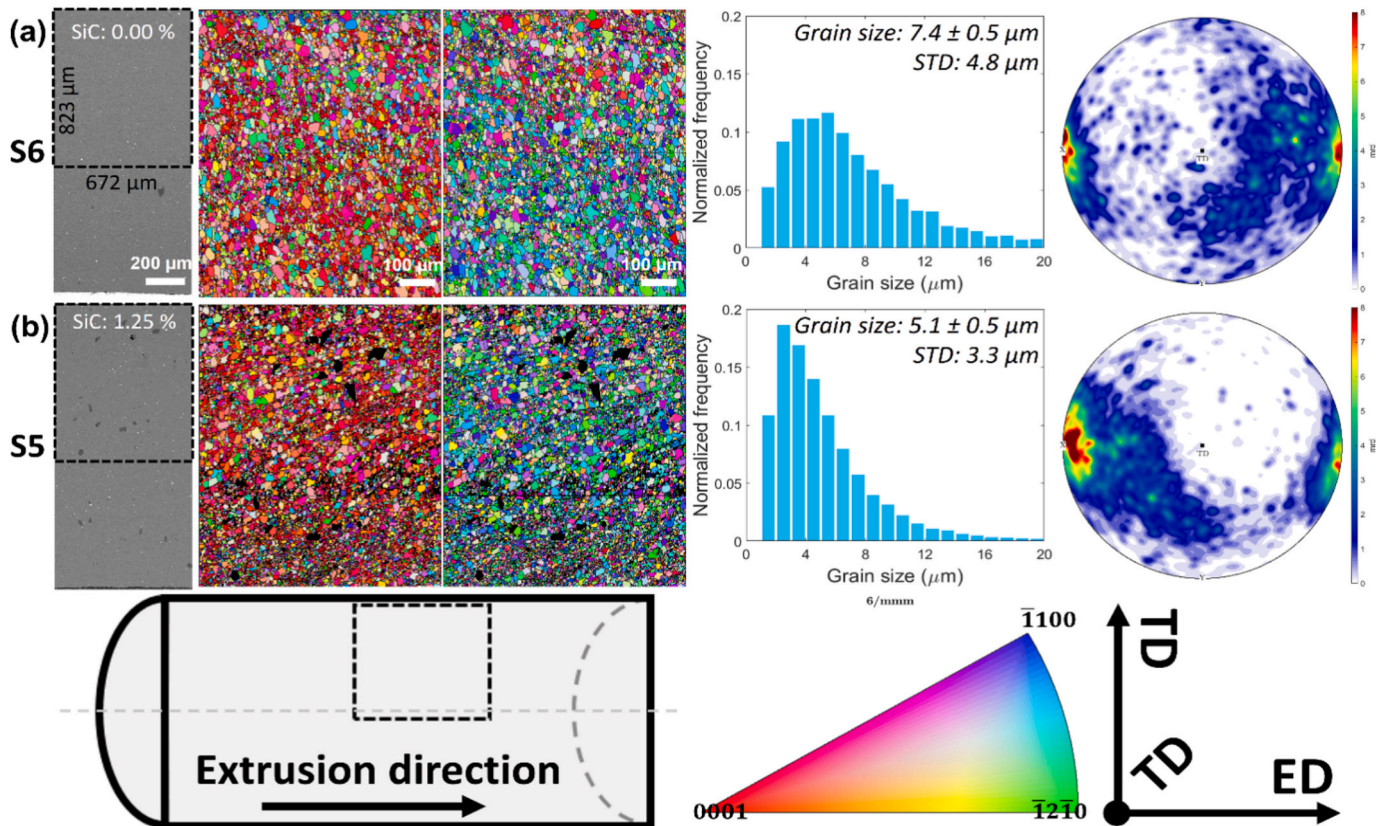 (a)
SiC: 0.00 %
823 µm
S6
672 µm
200 µm
100 µm
100 µm
0.2
0.15
0.1
0.05
0
Normalized frequency
Grain size: 7.4 ± 0.5 µm
STD: 4.8 µm
0 4 8 12 16 20
Grain size (µm)
X
TD
Y
8
7
6
5
4
3
2
1
0
mrd
(b)
SiC: 1.25 %
S5
0.2
0.15
0.1
0.05
0
Normalized frequency
Grain size: 5.1 ± 0.5 µm
STD: 3.3 µm
0 4 8 12 16 20
Grain size (µm)
X
TD
Y
8
7
6
5
4
3
2
1
0
mrd
Extrusion direction
6/mmm
0001
1̅100
1̅21̅0
TD
TD
ED